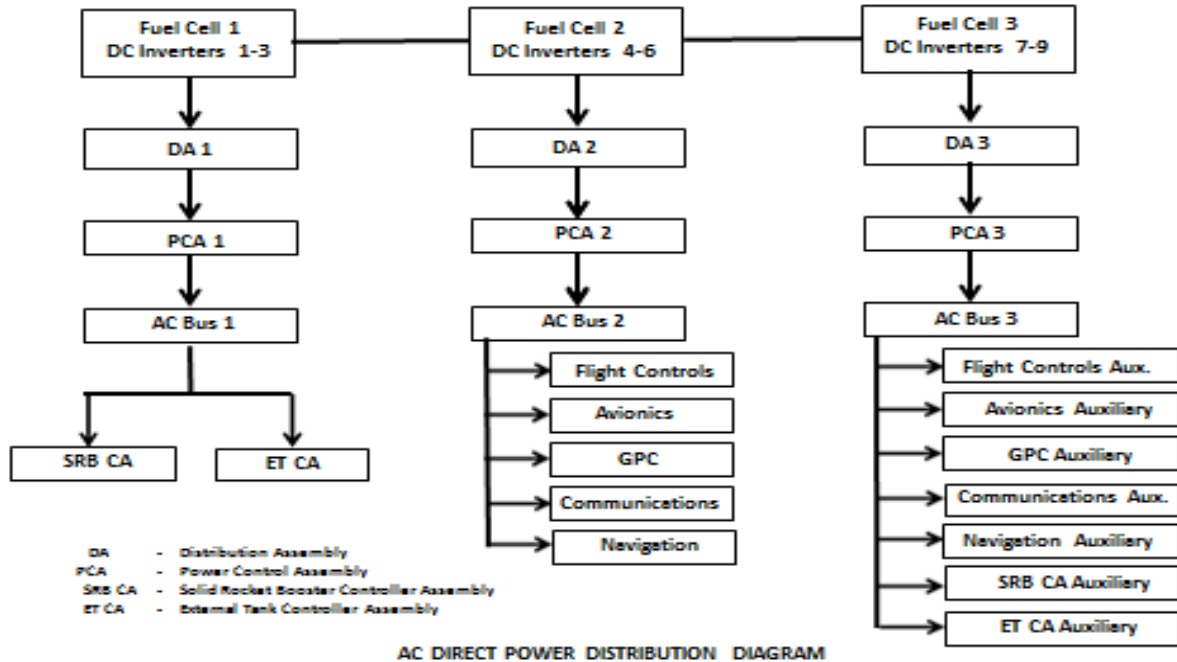 Fuel Cell 1
DC Inverters 1-3
Fuel Cell 2
DC Inverters 4-6
Fuel Cell 3
DC Inverters 7-9
DA 1
DA 2
DA 3
PCA 1
PCA 2
PCA 3
AC Bus 1
AC Bus 2
AC Bus 3
SRB CA
ET CA
Flight Controls
Avionics
GPC
Communications
Navigation
Flight Controls Aux.
Avionics Auxiliary
GPC Auxiliary
Communications Aux.
Navigation Auxiliary
SRB CA Auxiliary
ET CA Auxiliary
DA - Distribution Assembly
PCA - Power Control Assembly
SRB CA - Solid Rocket Booster Controller Assembly
ET CA - External Tank Controller Assembly
AC DIRECT POWER DISTRIBUTION DIAGRAM